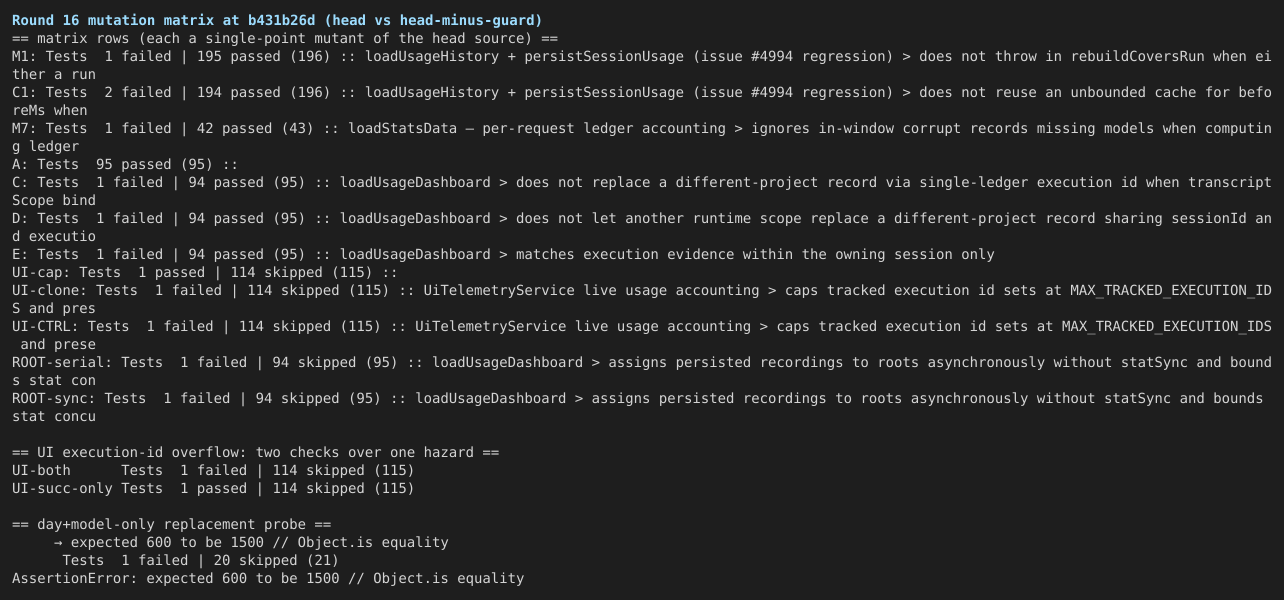 Round 16 mutation matrix at b431b26d (head vs head-minus-guard)
== matrix rows (each a single-point mutant of the head source) ==
M1: Tests  1 failed | 195 passed (196) :: loadUsageHistory + persistSessionUsage (issue #4994 regression) > does not throw in rebuildCoversRun when ei
ther a run
C1: Tests  2 failed | 194 passed (196) :: loadUsageHistory + persistSessionUsage (issue #4994 regression) > does not reuse an unbounded cache for befo
reMs when
M7: Tests  1 failed | 42 passed (43) :: loadStatsData — per-request ledger accounting > ignores in-window corrupt records missing models when computin
g ledger
A: Tests  95 passed (95) ::
C: Tests  1 failed | 94 passed (95) :: loadUsageDashboard > does not replace a different-project record via single-ledger execution id when transcript
Scope bind
D: Tests  1 failed | 94 passed (95) :: loadUsageDashboard > does not let another runtime scope replace a different-project record sharing sessionId an
d executio
E: Tests  1 failed | 94 passed (95) :: loadUsageDashboard > matches execution evidence within the owning session only
UI-cap: Tests  1 passed | 114 skipped (115) ::
UI-clone: Tests  1 failed | 114 skipped (115) :: UiTelemetryService live usage accounting > caps tracked execution id sets at MAX_TRACKED_EXECUTION_ID
S and pres
UI-CTRL: Tests  1 failed | 114 skipped (115) :: UiTelemetryService live usage accounting > caps tracked execution id sets at MAX_TRACKED_EXECUTION_IDS
 and prese
ROOT-serial: Tests  1 failed | 94 skipped (95) :: loadUsageDashboard > assigns persisted recordings to roots asynchronously without statSync and bound
s stat con
ROOT-sync: Tests  1 failed | 94 skipped (95) :: loadUsageDashboard > assigns persisted recordings to roots asynchronously without statSync and bounds
stat concu
== UI execution-id overflow: two checks over one hazard ==
UI-both      Tests  1 failed | 114 skipped (115)
UI-succ-only Tests  1 passed | 114 skipped (115)
== day+model-only replacement probe ==
     → expected 600 to be 1500 // Object.is equality
      Tests  1 failed | 20 skipped (21)
AssertionError: expected 600 to be 1500 // Object.is equality